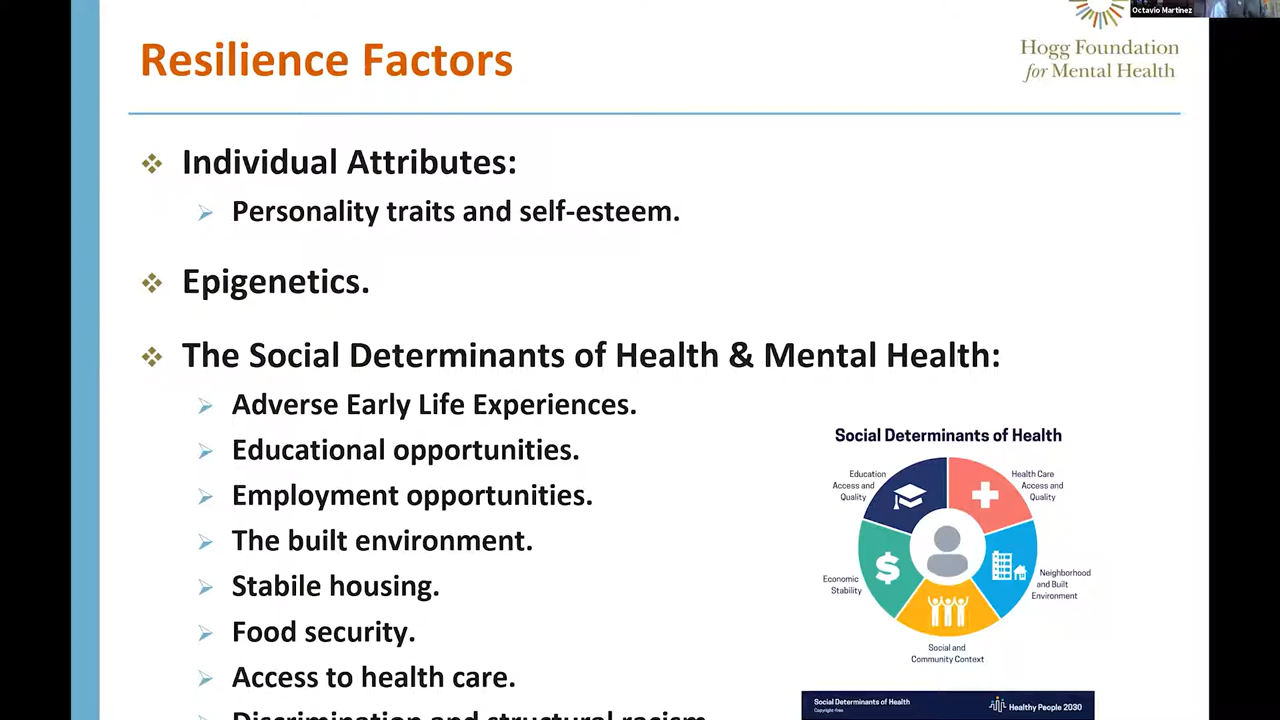 Octavio Martinez
Resilience Factors
Hogg Foundation
for Mental Health
Individual Attributes:
Personality traits and self-esteem.
Epigenetics.
The Social Determinants of Health & Mental Health:
Adverse Early Life Experiences.
Educational opportunities.
Employment opportunities.
The built environment.
Stabile housing.
Food security.
Access to health care.
Discrimination and structural racism
Social Determinants of Health
Education
Access and
Quality
Health Care
Access and
Quality
$
Economic
Stability
Neighborhood
and Built
Environment
Social and
Community Context
Social Determinants of Health
Copyright-free
Healthy People 2030